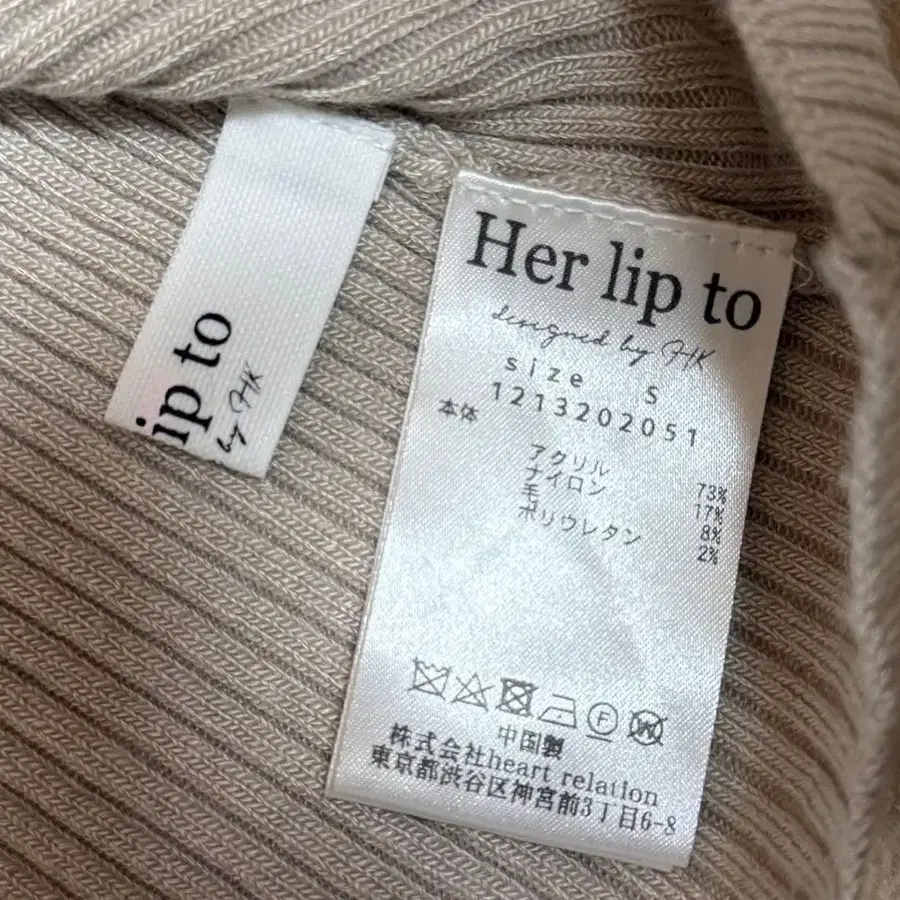 ip to
by HK
Her lip to
designed by HK
size S
1213202051
本体
アクリル 73%
ナイロン 17%
毛 8%
ポリウレタン 2%
F W
中国製
株式会社heart relation
東京都渋谷区神宮前3丁目6-8